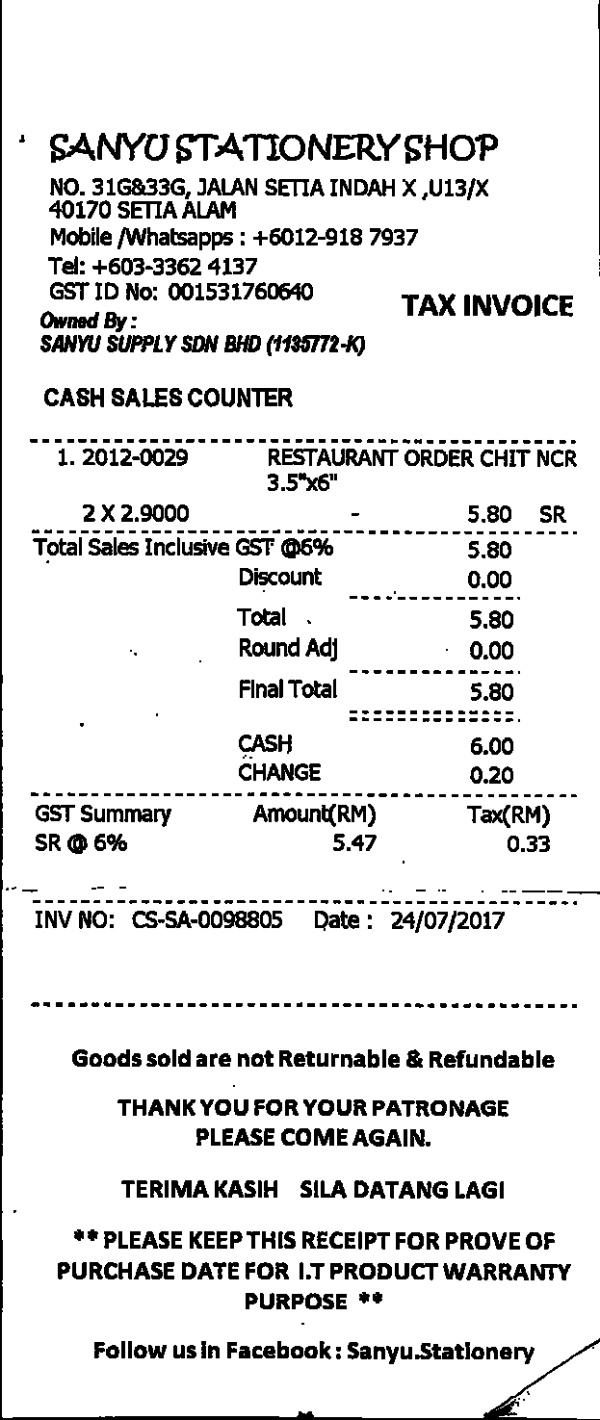 SANYU STATIONERY SHOP
NO. 31G&33G, JALAN SETIA INDAH X ,U13/X
40170 SETIA ALAM
Mobile /Whatsapps : +6012-918 7937
Tel: +603-3362 4137
GST ID No: 001531760640
TAX INVOICE
Owned By :
SANYU SUPPLY SDN BHD (1135772-K)
CASH SALES COUNTER
1. 2012-0029 RESTAURANT ORDER CHIT NCR
3.5"x6"
2 X 2.9000 - 5.80 SR
Total Sales Inclusive GST @6% 5.80
Discount 0.00
Total 5.80
Round Adj 0.00
Final Total 5.80
CASH 6.00
CHANGE 0.20
GST Summary Amount(RM) Tax(RM)
SR @ 6% 5.47 0.33
INV NO: CS-SA-0098805 Date : 24/07/2017
Goods sold are not Returnable & Refundable
THANK YOU FOR YOUR PATRONAGE
PLEASE COME AGAIN.
TERIMA KASIH SILA DATANG LAGI
** PLEASE KEEP THIS RECEIPT FOR PROVE OF
PURCHASE DATE FOR I.T PRODUCT WARRANTY
PURPOSE **
Follow us in Facebook : Sanyu.Stationery